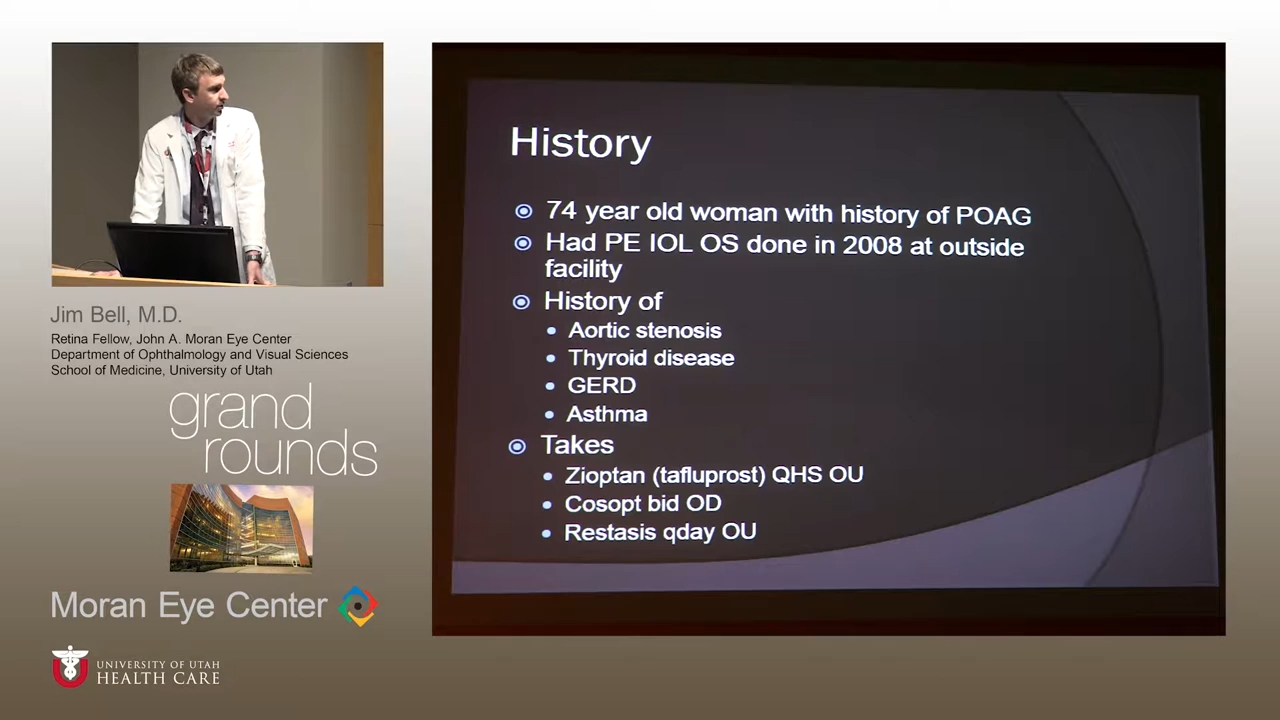 History
74 year old woman with history of POAG
Had PE IOL OS done in 2008 at outside
facility
History of
Aortic stenosis
Thyroid disease
GERD
Asthma
Takes
Zioptan (tafluprost) QHS OU
Cosopt bid OD
Restasis qday OU
Jim Bell, M.D.
Retina Fellow, John A. Moran Eye Center
Department of Ophthalmology and Visual Sciences
School of Medicine, University of Utah
grand
rounds
Moran Eye Center
UNIVERSITY OF UTAH
HEALTH CARE